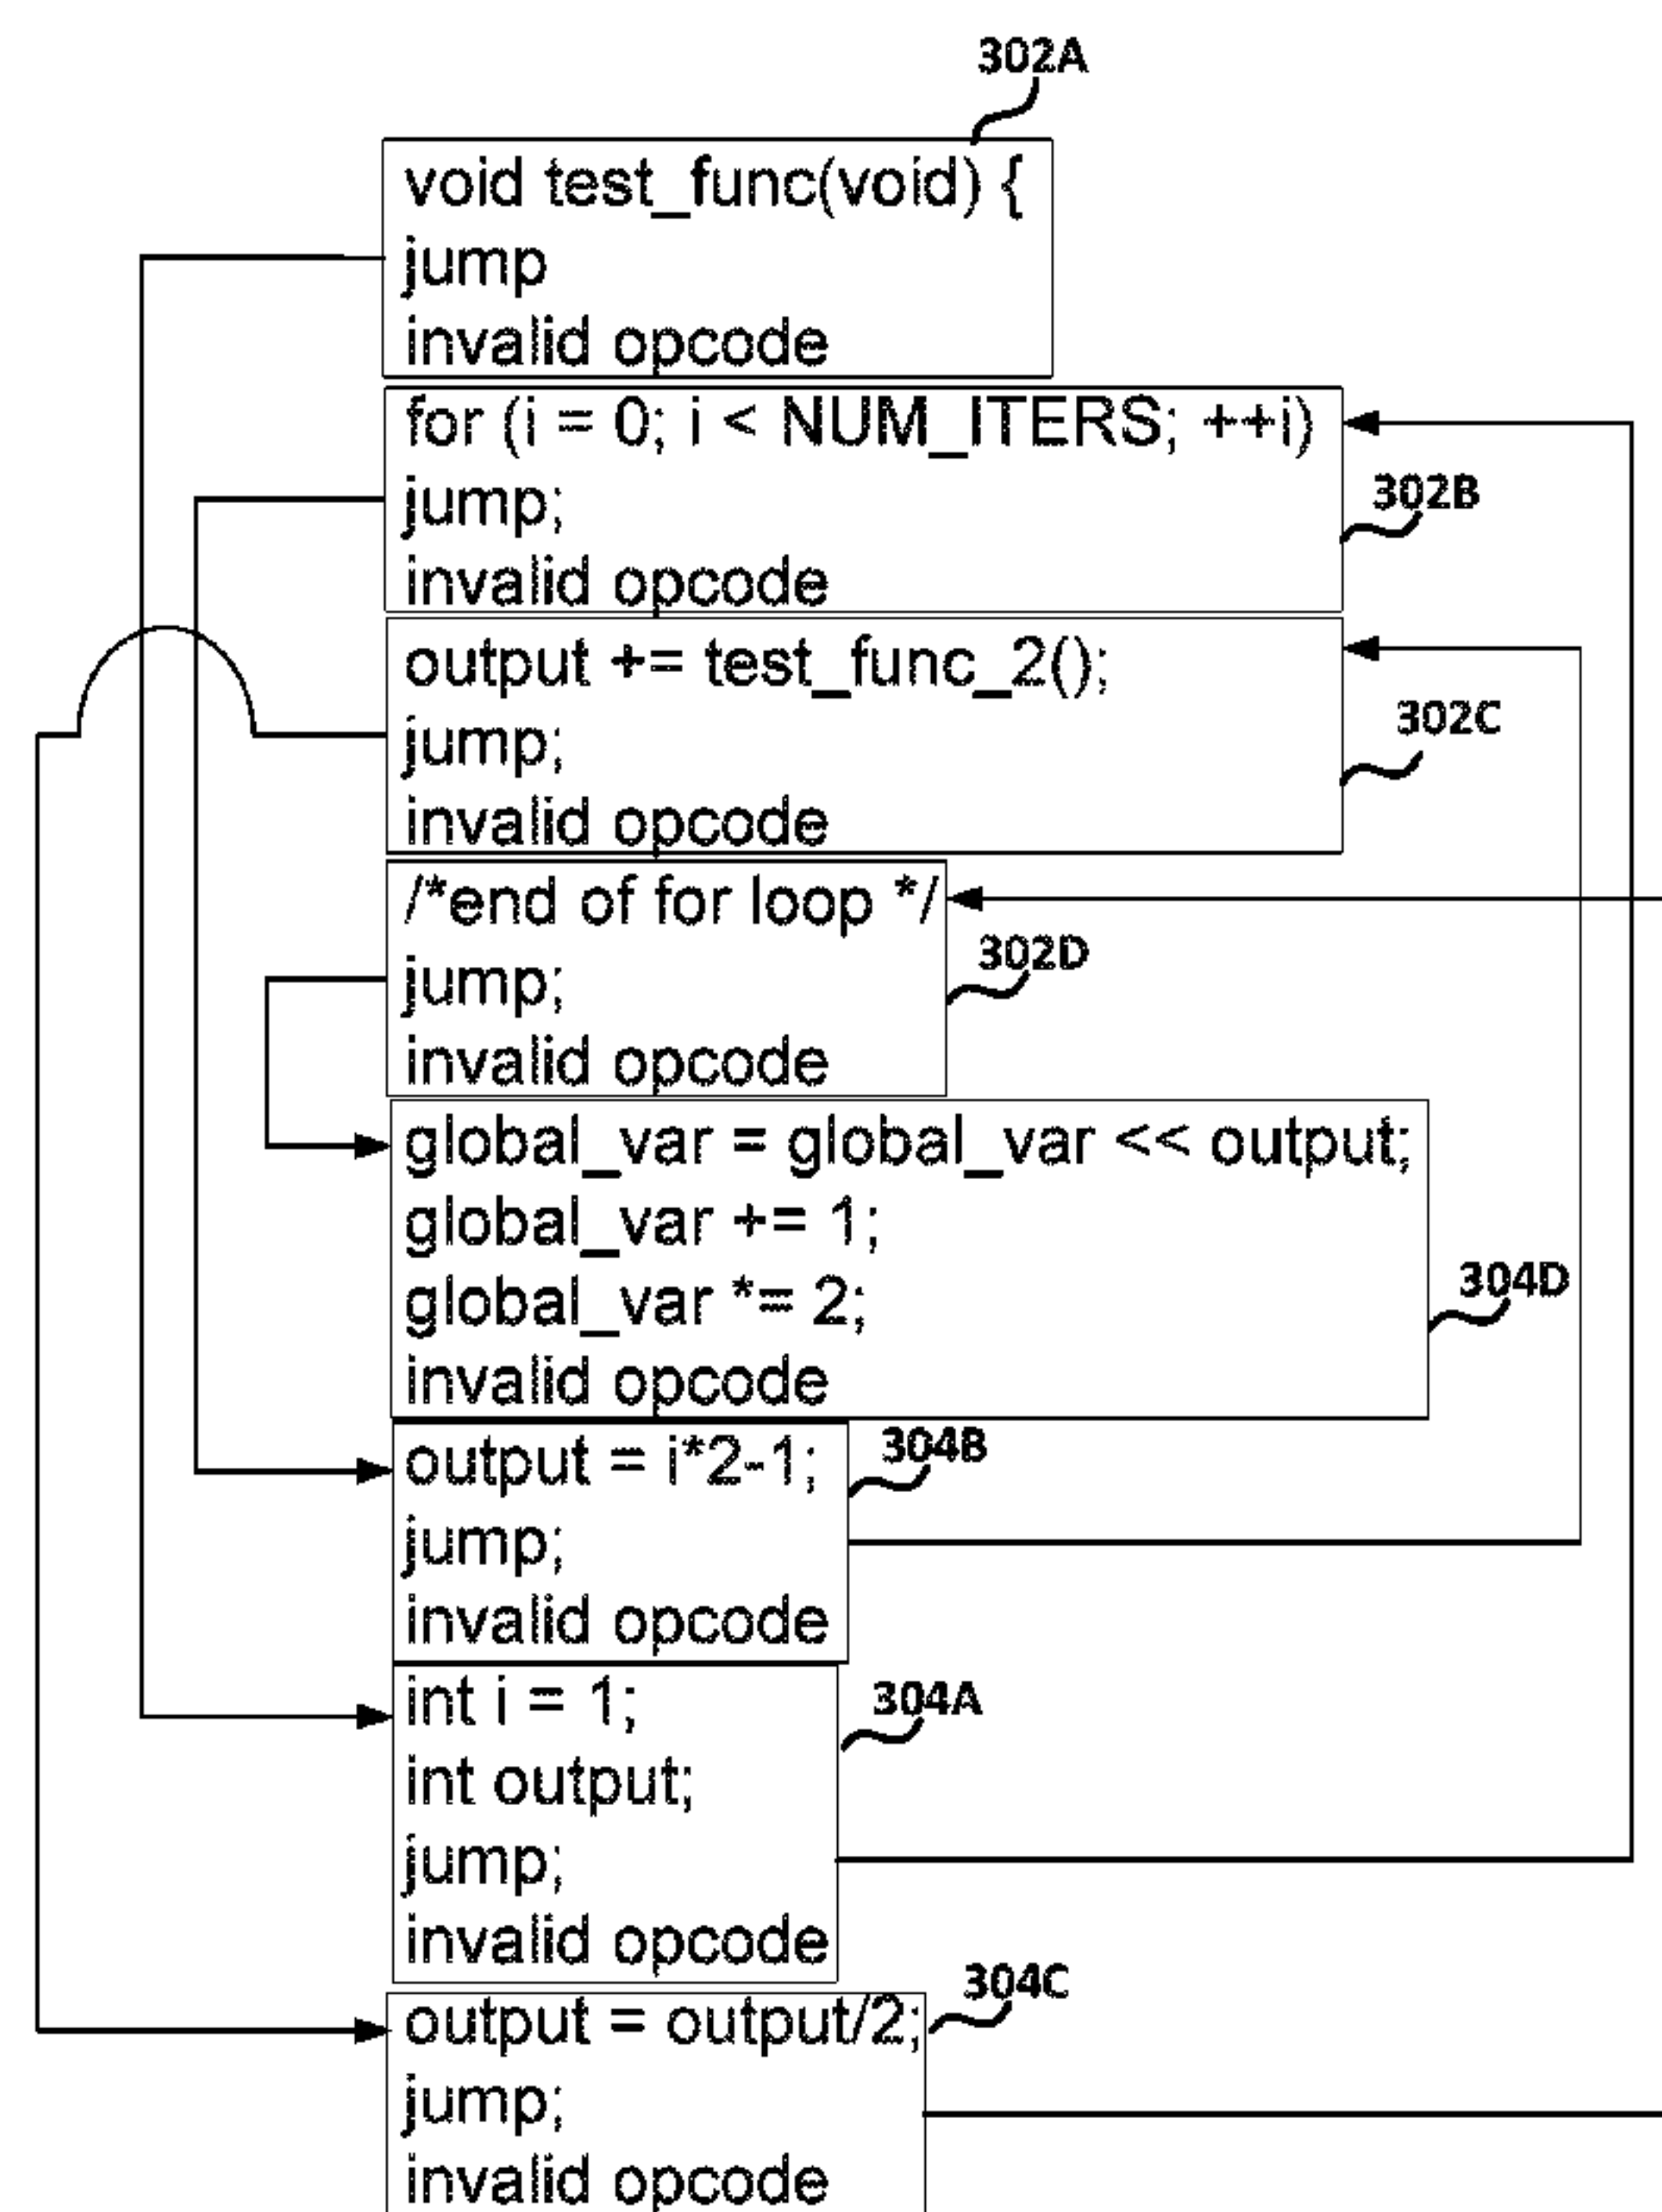 302A
void test_func(void) {
jump
invalid opcode
for (i = 0; i < NUM_ITERS; ++i)
302B
jump;
invalid opcode
output += test_func_2();
302C
jump;
invalid opcode
/*end of for loop */
302D
jump;
invalid opcode
global_var = global_var << output;
global_var += 1;
304D
global_var *= 2;
invalid opcode
304B
output = i*2-1;
jump;
invalid opcode
int i = 1;
304A
int output;
jump;
invalid opcode
304C
output = output/2;
jump;
invalid opcode